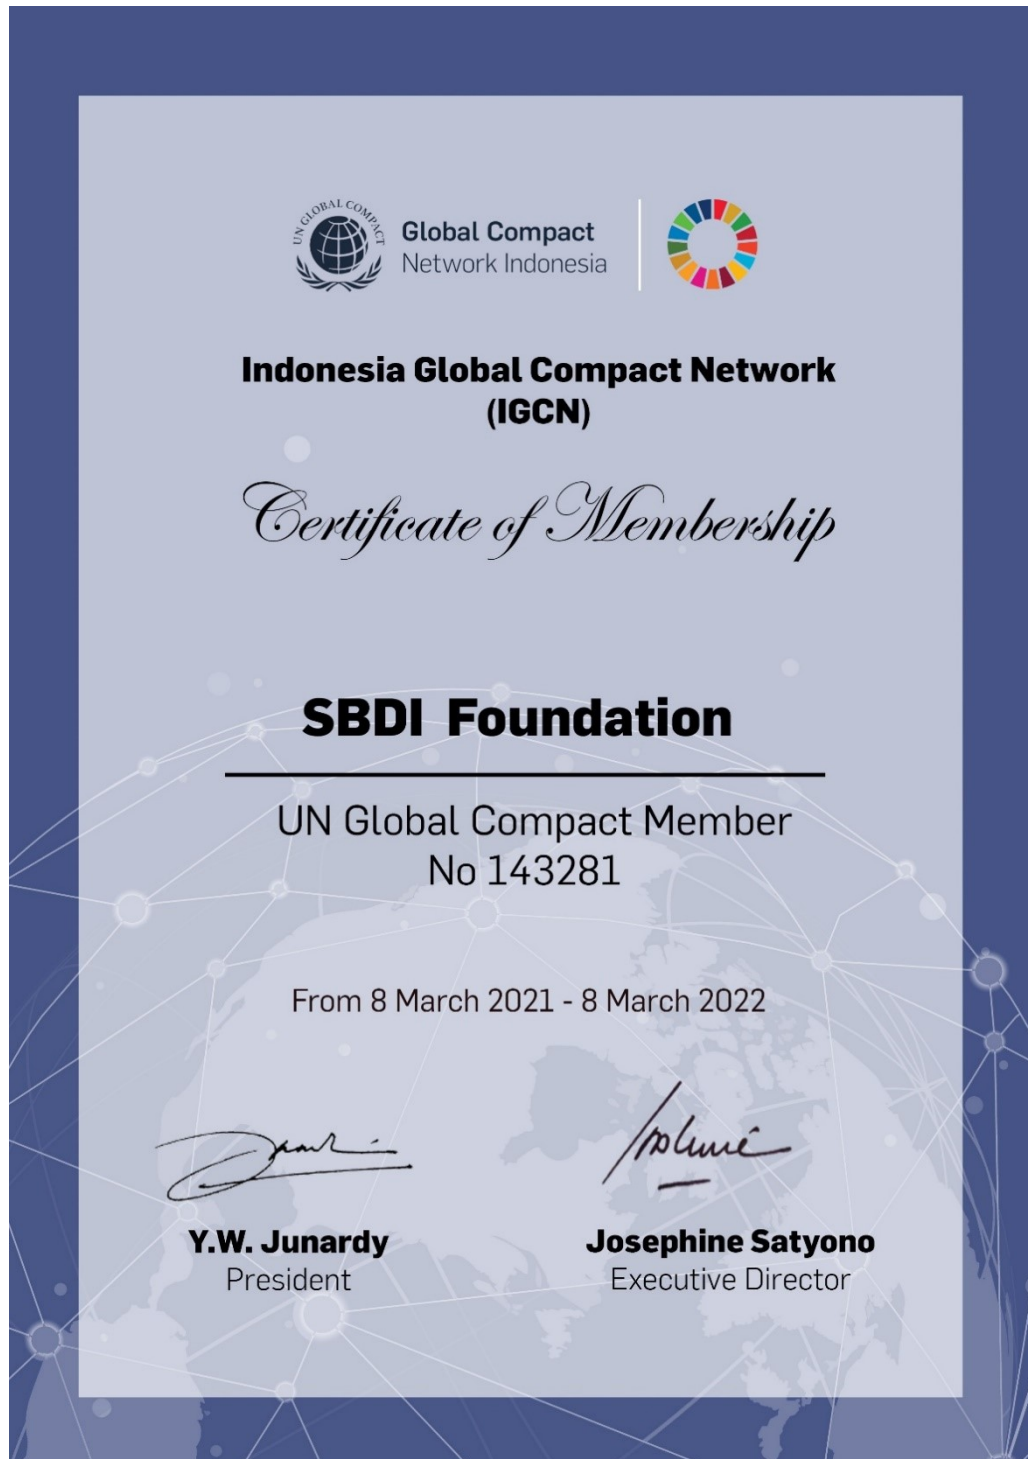 UN GLOBAL COMPACT
Global Compact
Network Indonesia
Indonesia Global Compact Network
(IGCN)
Certificate of Membership
SBDI Foundation
UN Global Compact Member
No 143281
From 8 March 2021 - 8 March 2022
Y.W. Junardy
President
Josephine Satyono
Executive Director